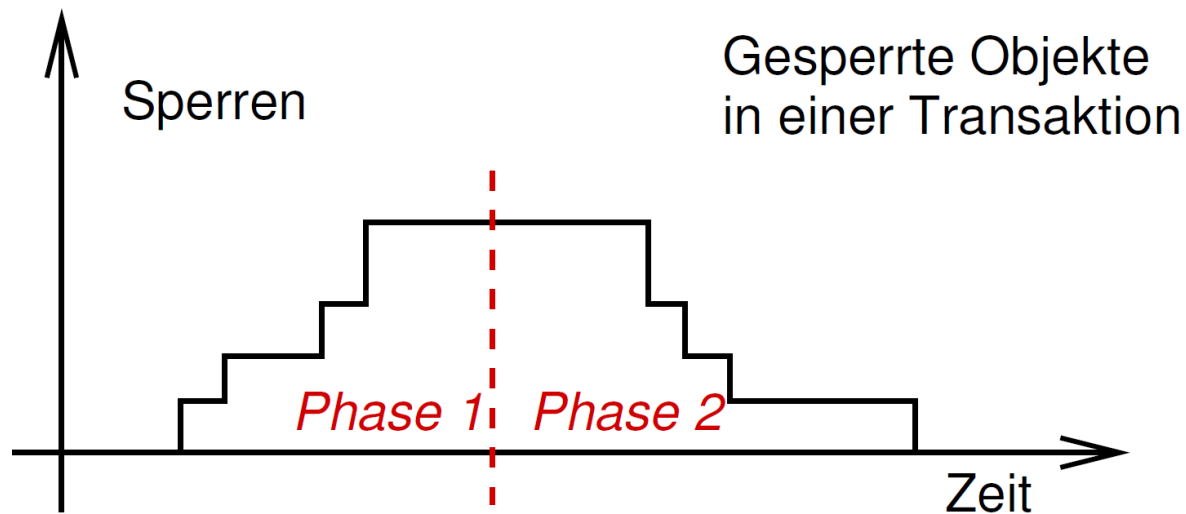 Sperren
Gesperrte Objekte
in einer Transaktion
Phase 1
Phase 2
Zeit